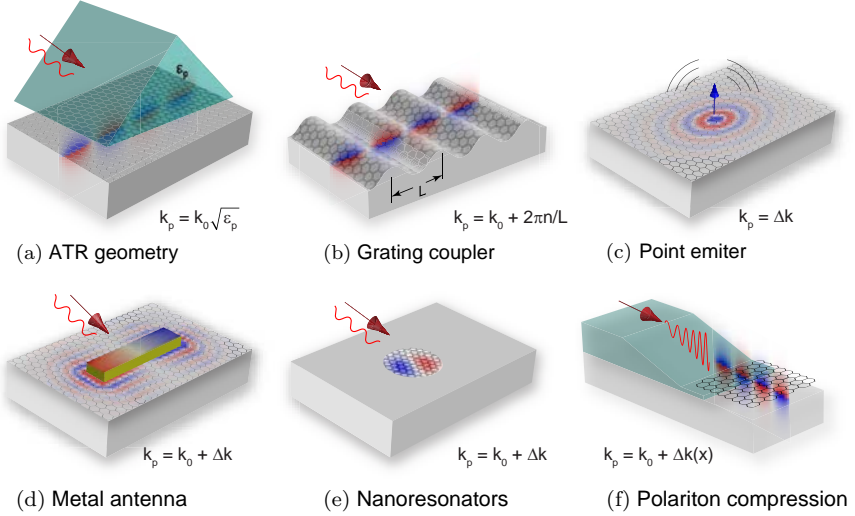 ε_p
L
k_p = k_0√ε_p
k_p = k_0 + 2πn/L
k_p = Δk
(a) ATR geometry
(b) Grating coupler
(c) Point emiter
k_p = k_0 + Δk
k_p = k_0 + Δk
k_p = k_0 + Δk(x)
(d) Metal antenna
(e) Nanoresonators
(f) Polariton compression